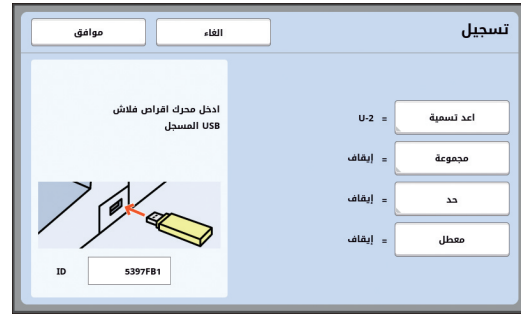 تسجيل
الغاء
موافق
اعد تسمية = U-2
مجموعة = إيقاف
حد = إيقاف
معطل = إيقاف
ادخل محرك اقراص فلاش
USB المسجل
ID 5397FB1